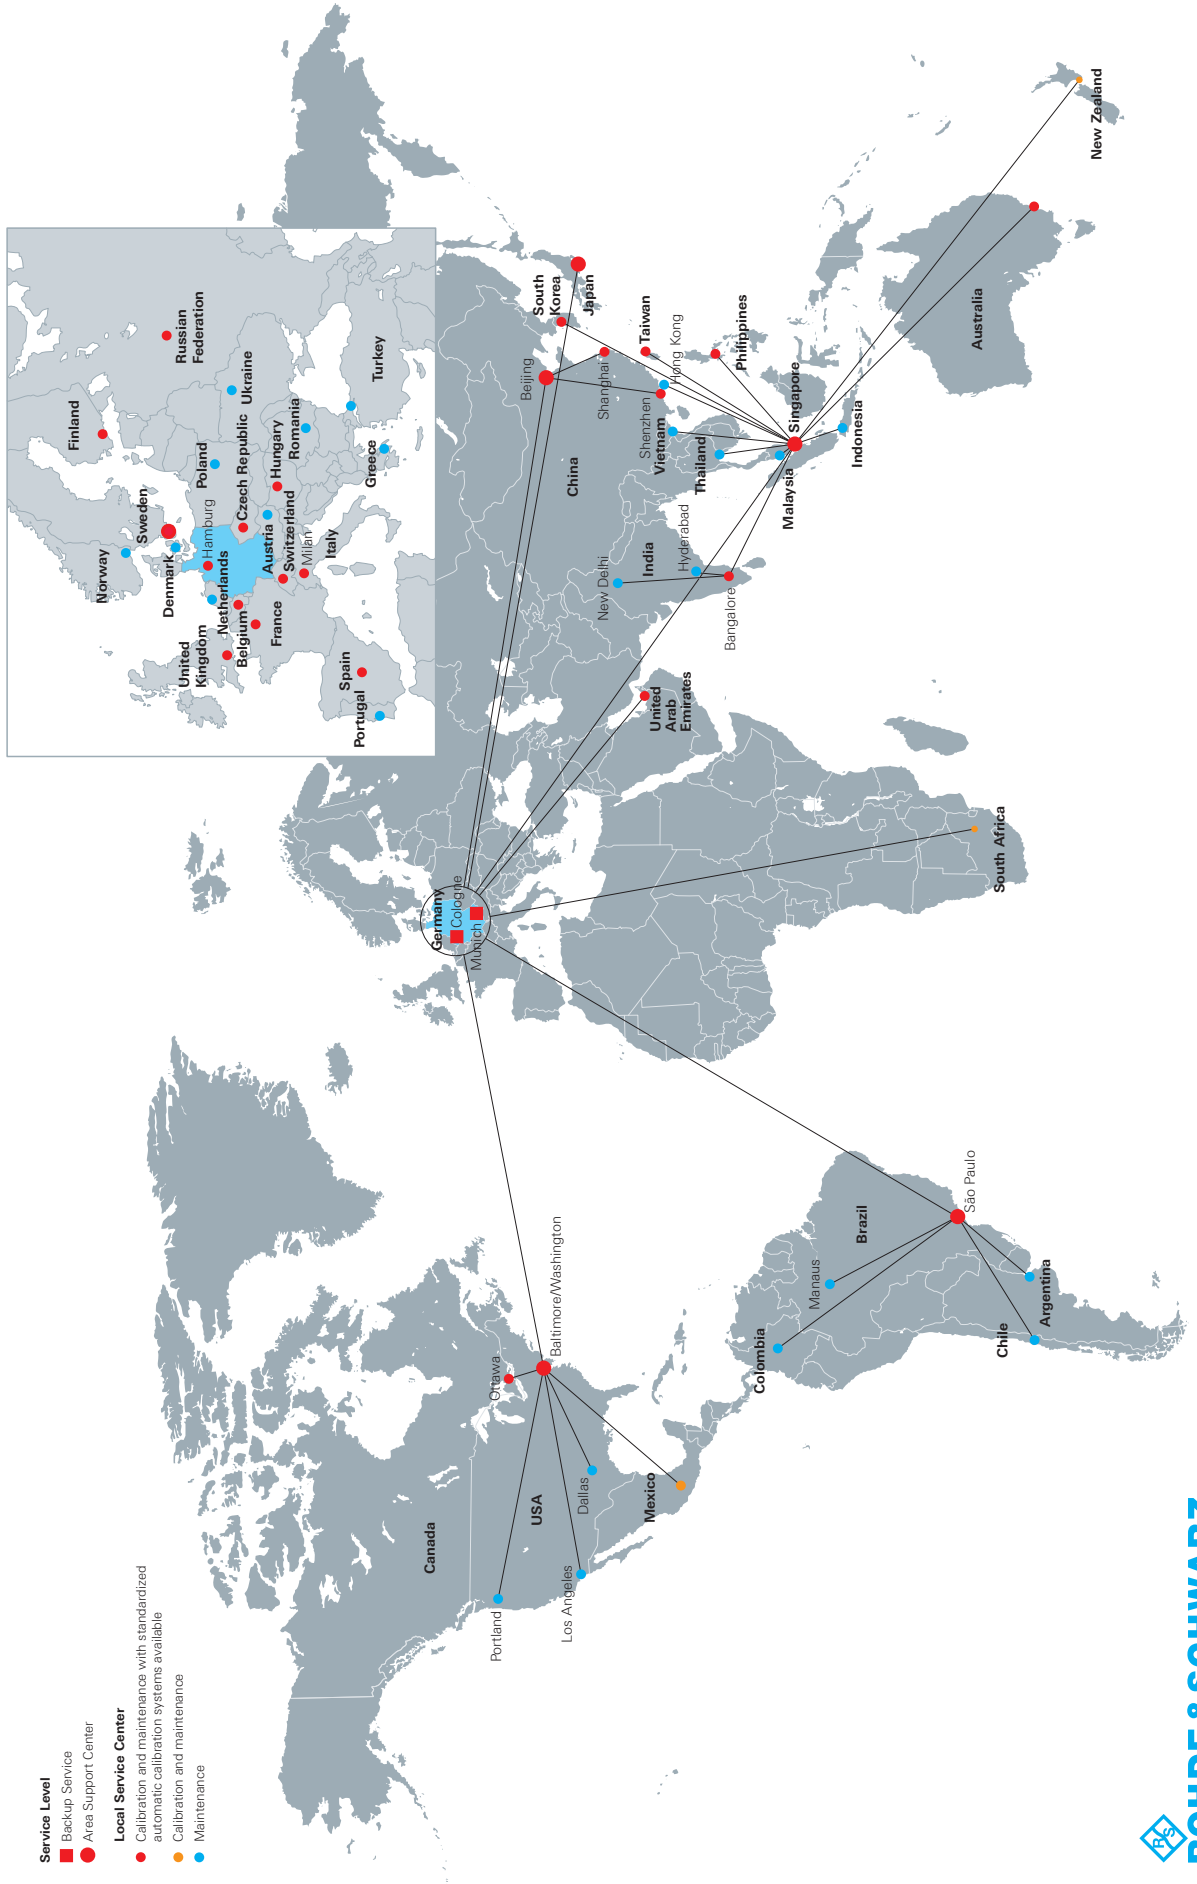 Service Level
Backup Service
Area Support Center
Local Service Center
Calibration and maintenance with standardized
automatic calibration systems available
Calibration and maintenance
Maintenance
Canada
USA
Portland
Los Angeles
Dallas
Mexico
Ottawa
Baltimore/Washington
Colombia
Manaus
Brazil
São Paulo
Chile
Argentina
Germany
Cologne
Munich
South Africa
United
Arab
Emirates
China
Beijing
Shanghai
South
Korea
Japan
Taiwan
Hong Kong
Shenzhen
Vietnam
Thailand
Philippines
Singapore
Malaysia
Indonesia
India
New Delhi
Hyderabad
Bangalore
Australia
New Zealand
Norway
Sweden
Finland
Denmark
Hamburg
Russian
Federation
United
Kingdom
Netherlands
Belgium
France
Poland
Czech Republic
Ukraine
Austria
Hungary
Romania
Switzerland
Milan
Italy
Spain
Portugal
Greece
Turkey
R S
ROHDE & SCHWARZ